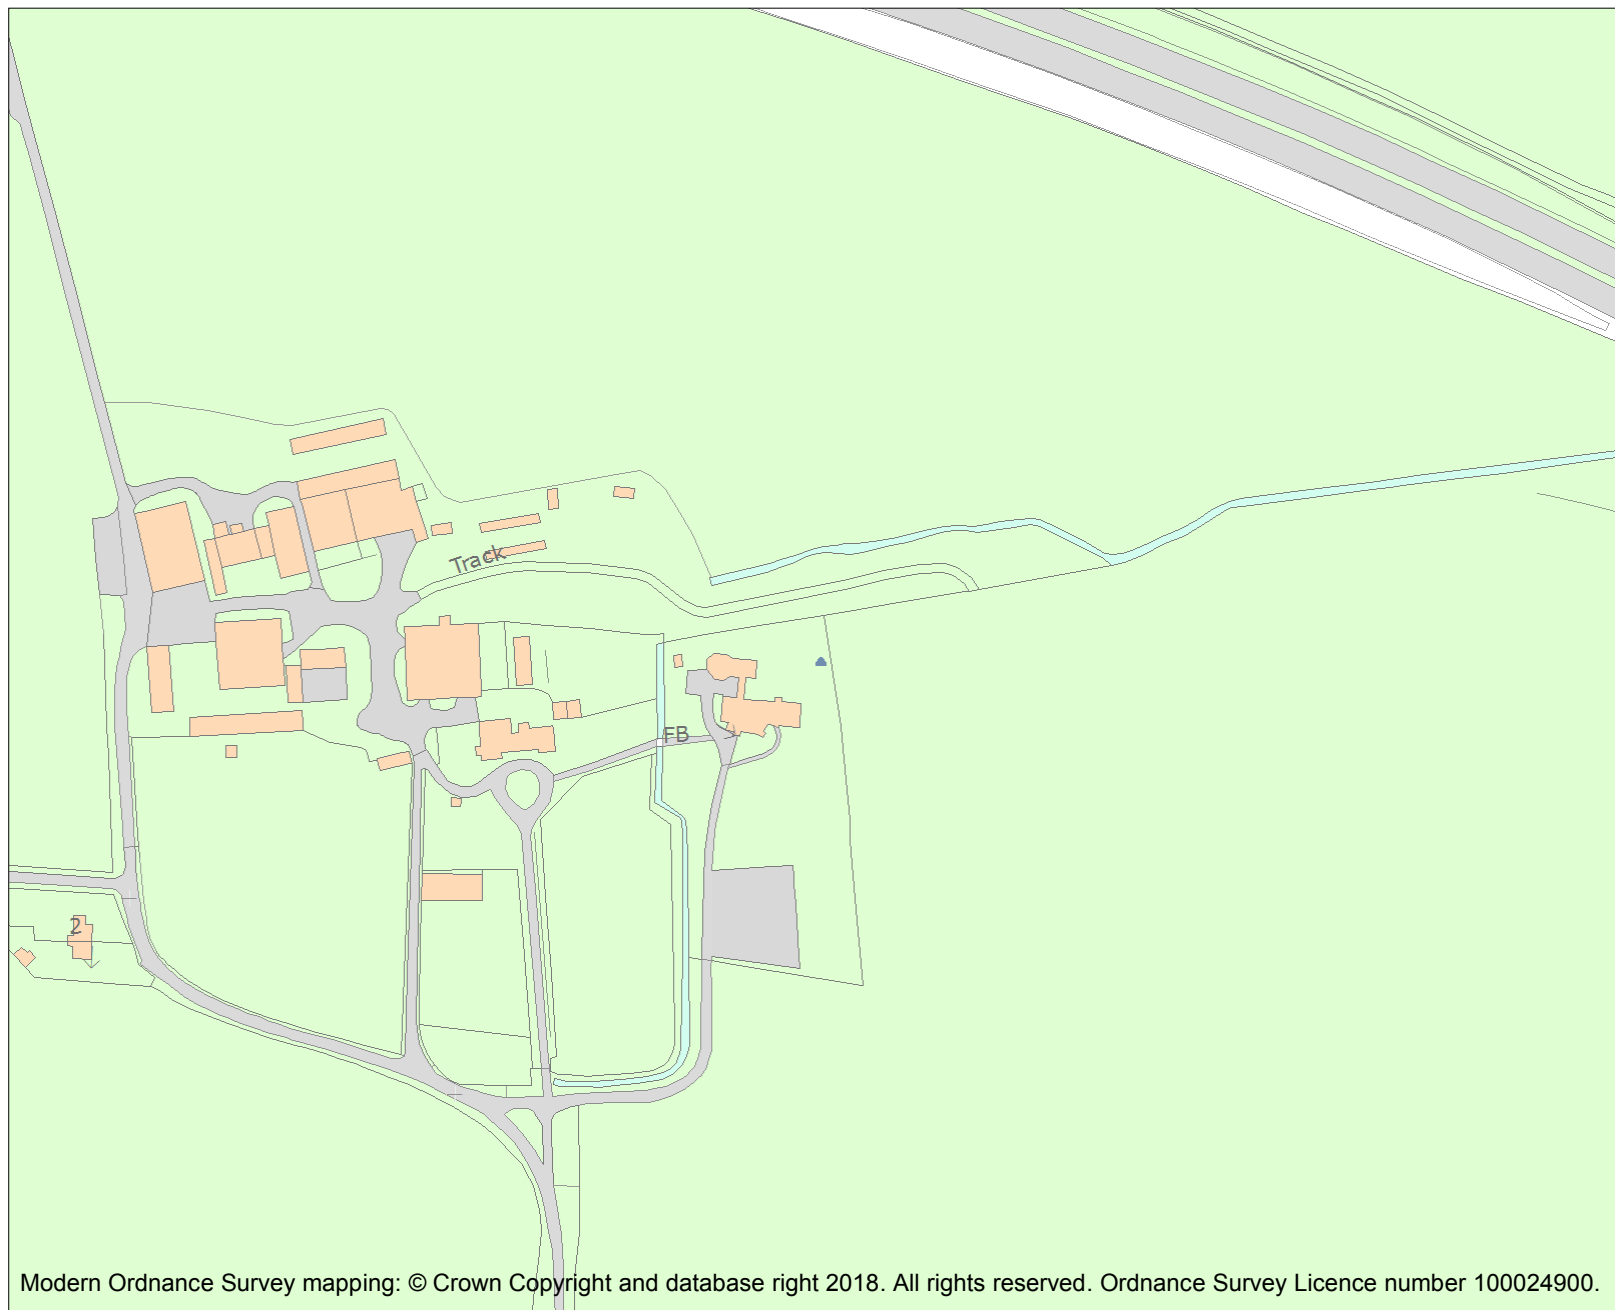 Track
FB
2
Modern Ordnance Survey mapping: © Crown Copyright and database right 2018. All rights reserved. Ordnance Survey Licence number 100024900.